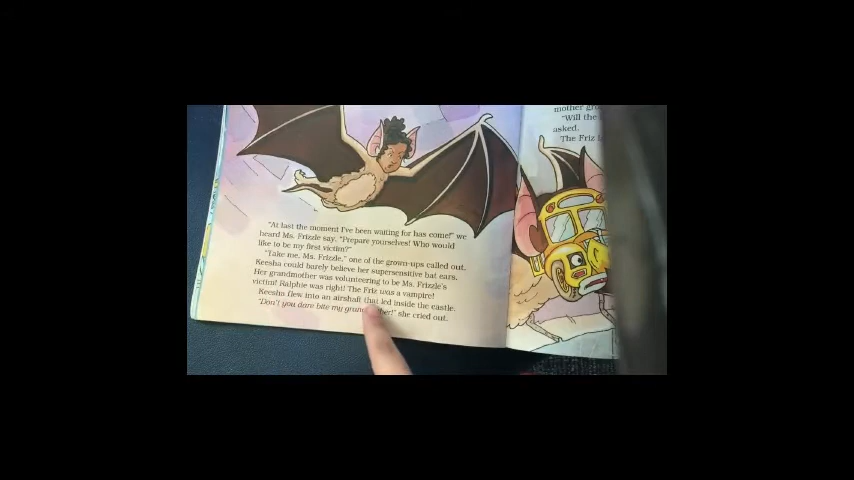 "At last the moment I've been waiting for has come!" we
heard Ms. Frizzle say. "Prepare yourselves! Who would
like to be my first victim?"
"Take me, Ms. Frizzle," one of the grown-ups called out.
Keesha could barely believe her supersensitive bat ears.
Her grandmother was volunteering to be Ms. Frizzle's
victim! Ralphie was right! The Friz was a vampire!
Keesha flew into an airshaft that led inside the castle.
"Don't you dare bite my she cried out.
mother
"Will the
asked.
The Friz